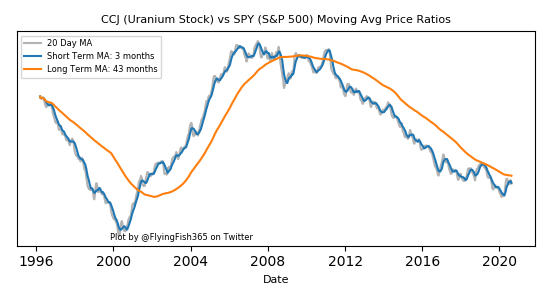 CCJ (Uranium Stock) vs SPY (S&P 500) Moving Avg Price Ratios
20 Day MA
Short Term MA: 3 months
Long Term MA: 43 months
Plot by @FlyingFish365 on Twitter
1996 2000 2004 2008 2012 2016 2020
Date